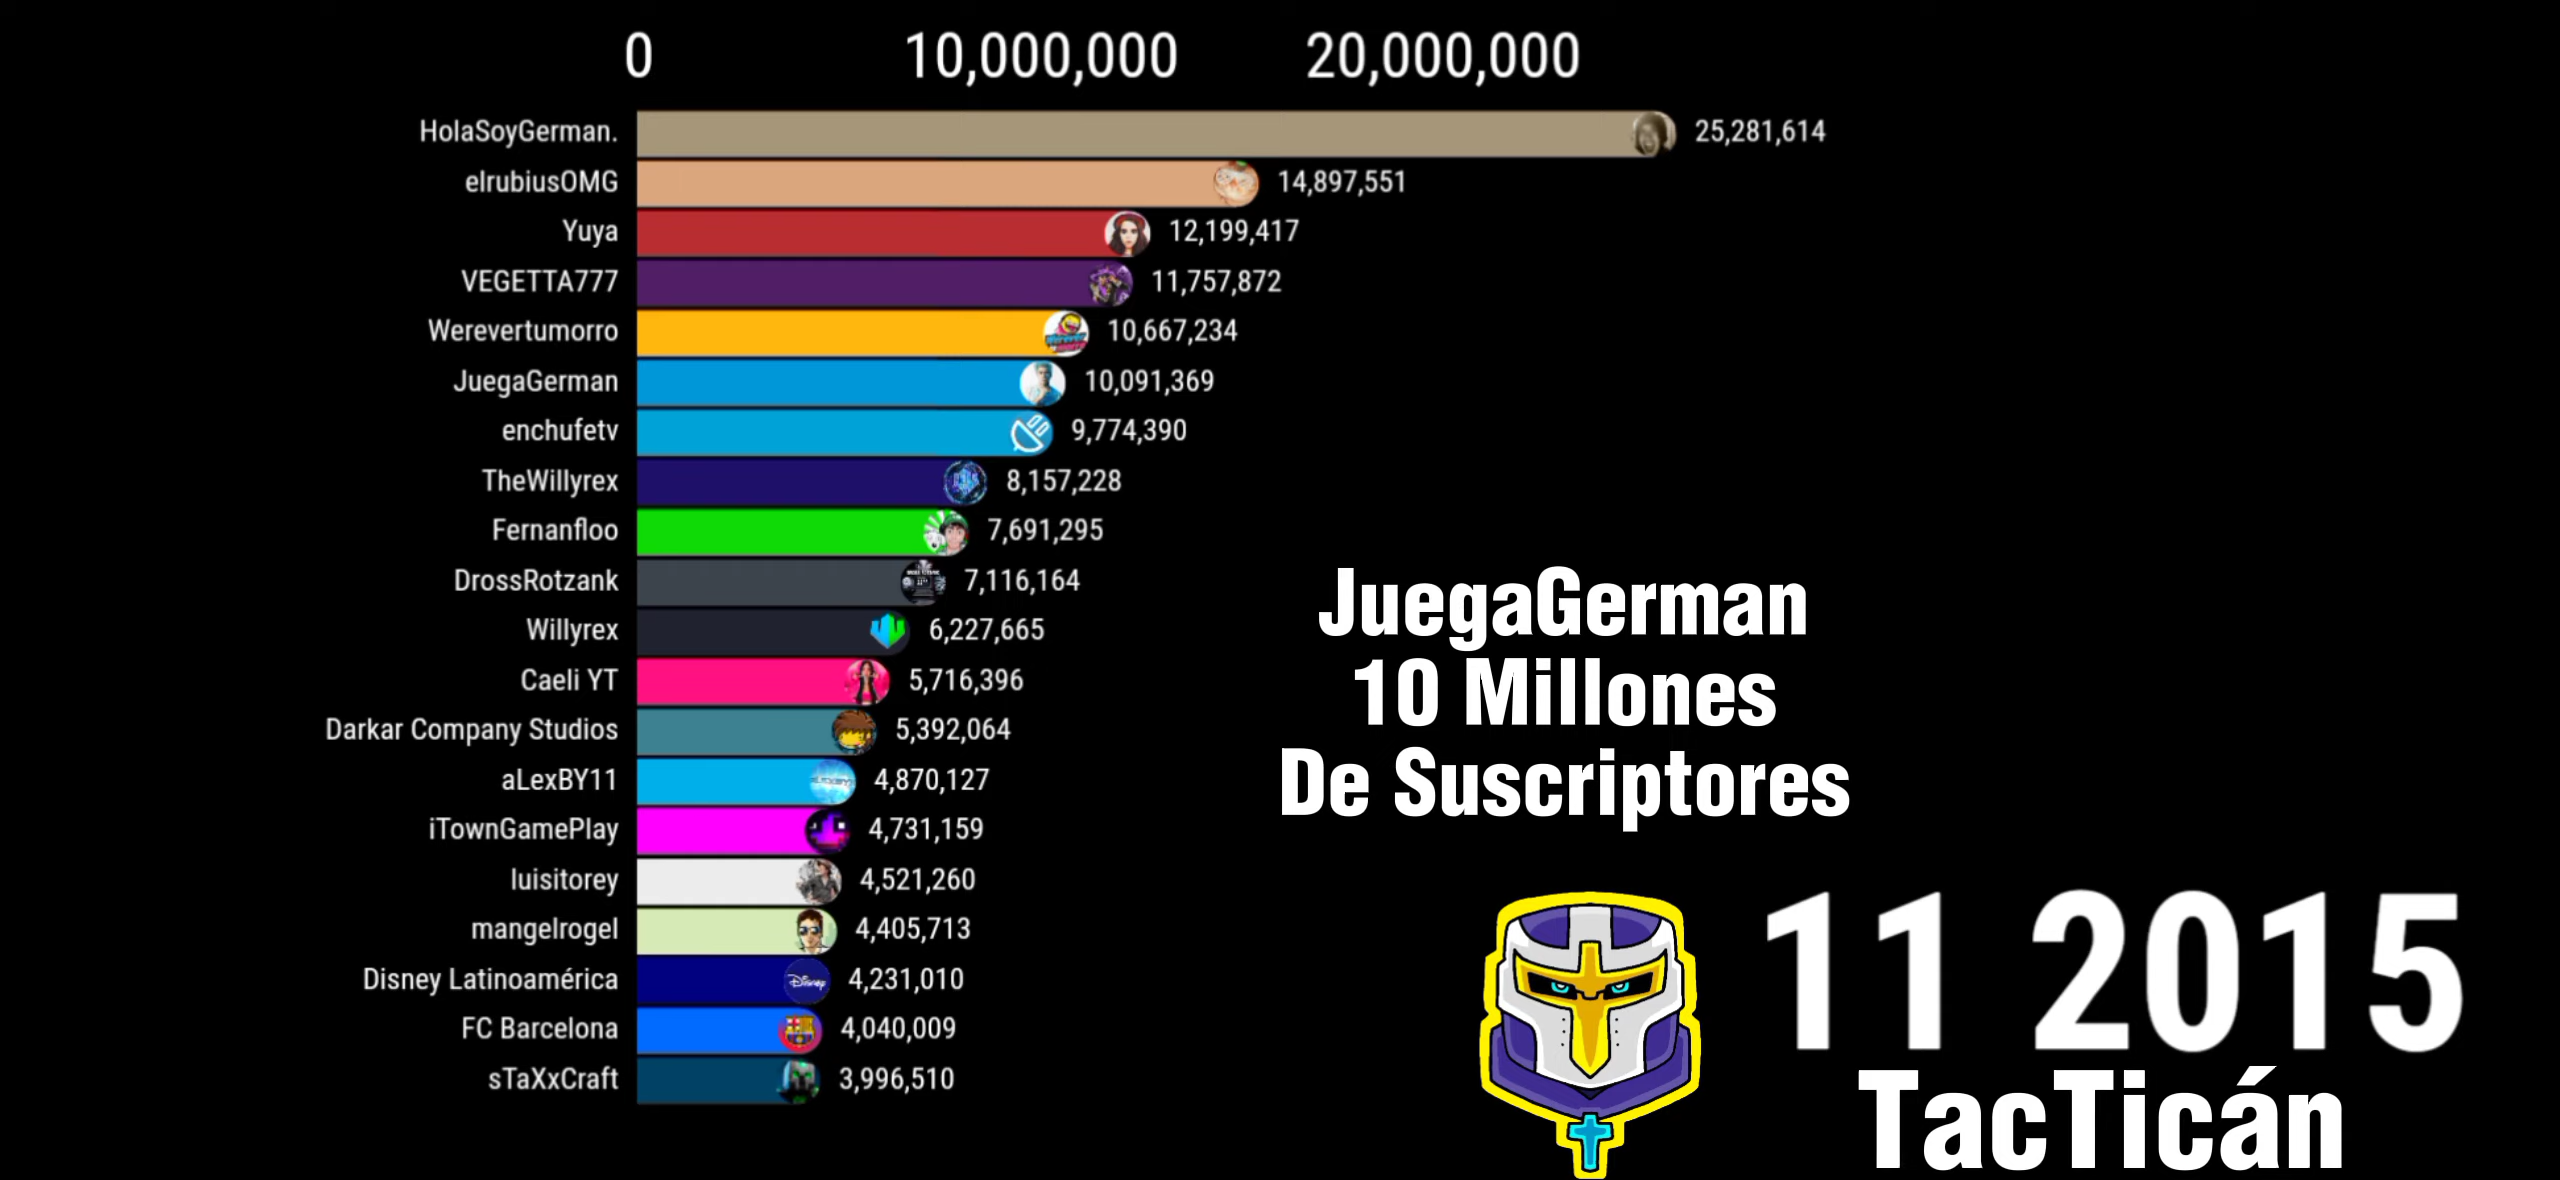 0 10,000,000 20,000,000
HolaSoyGerman. 25,281,614
elrubiusOMG 14,897,551
Yuya 12,199,417
VEGETTA777 11,757,872
Werevertumorro 10,667,234
JuegaGerman 10,091,369
enchufetv 9,774,390
TheWillyrex 8,157,228
Fernanfloo 7,691,295
DrossRotzank 7,116,164
Willyrex 6,227,665
Caeli YT 5,716,396
Darkar Company Studios 5,392,064
aLexBY11 4,870,127
iTownGamePlay 4,731,159
luisitorey 4,521,260
mangelrogel 4,405,713
Disney Latinoamérica Disney 4,231,010
FC Barcelona 4,040,009
sTaXxCraft 3,996,510
JuegaGerman
10 Millones
De Suscriptores
11 2015
TacTicán